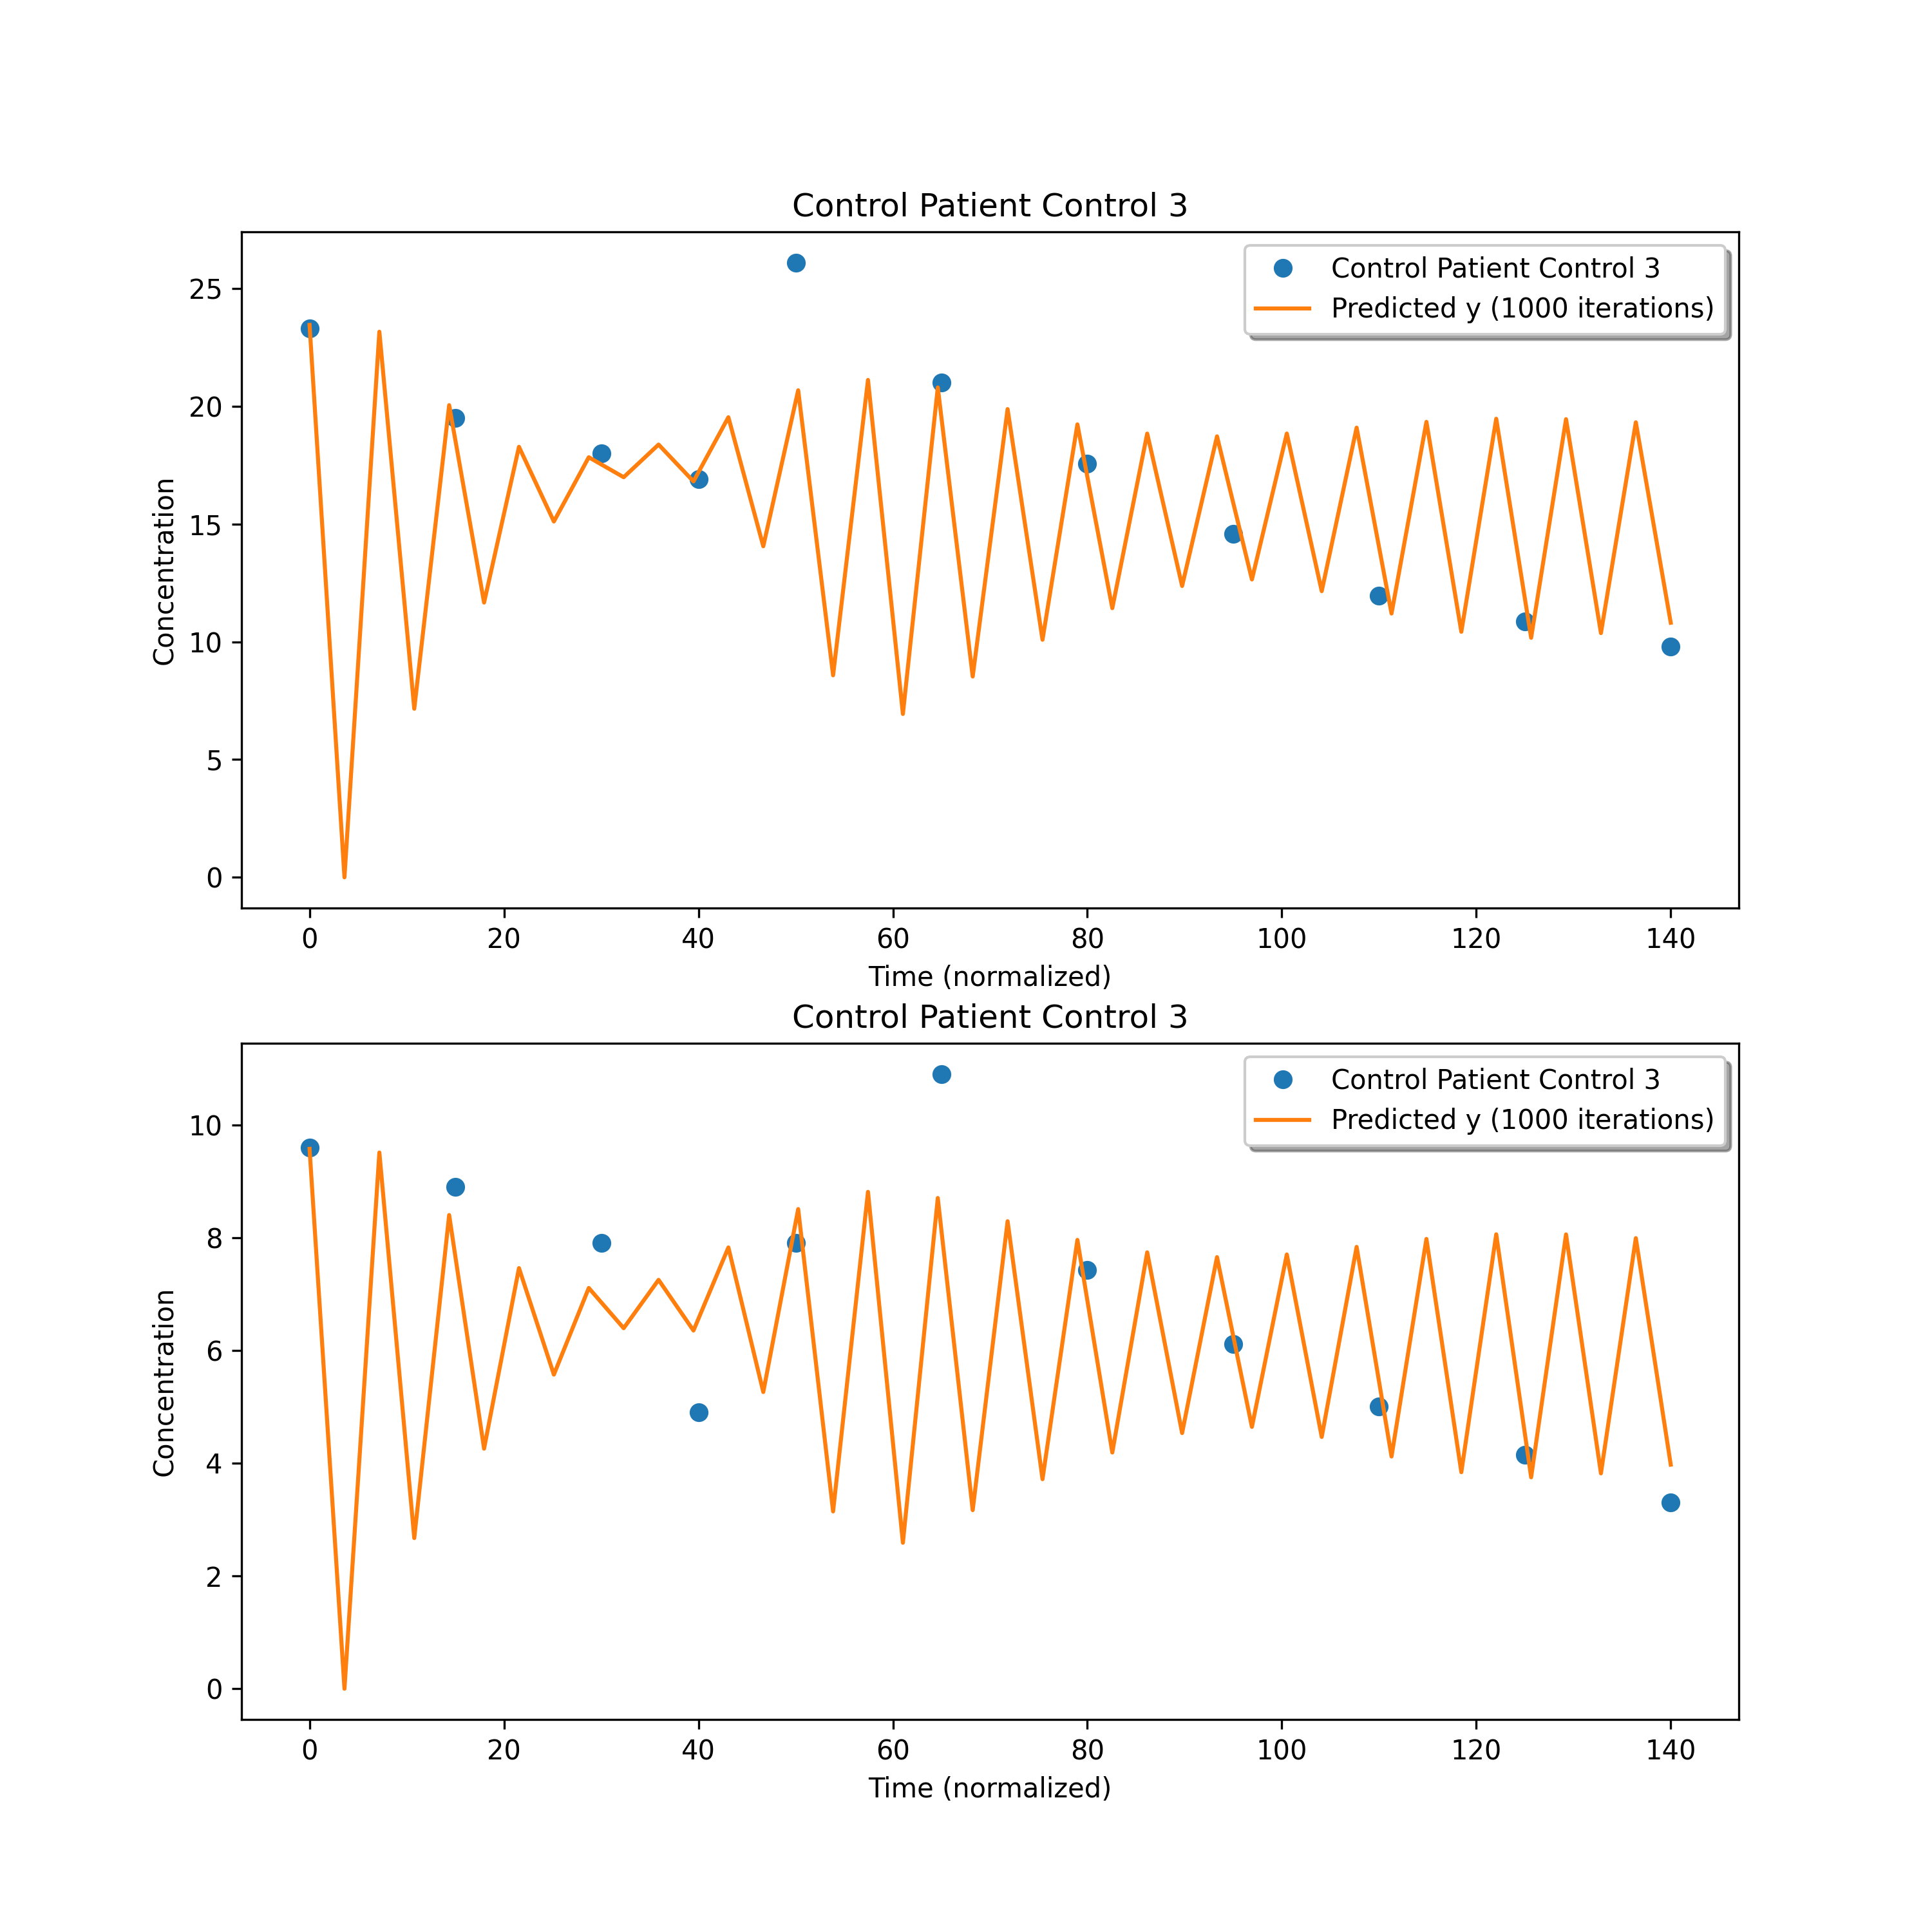 Control Patient Control 3
Control Patient Control 3
Predicted y (1000 iterations)
25
20
15
10
5
0
Concentration
0 20 40 60 80 100 120 140
Time (normalized)
Control Patient Control 3
Control Patient Control 3
Predicted y (1000 iterations)
10
8
6
4
2
0
Concentration
0 20 40 60 80 100 120 140
Time (normalized)